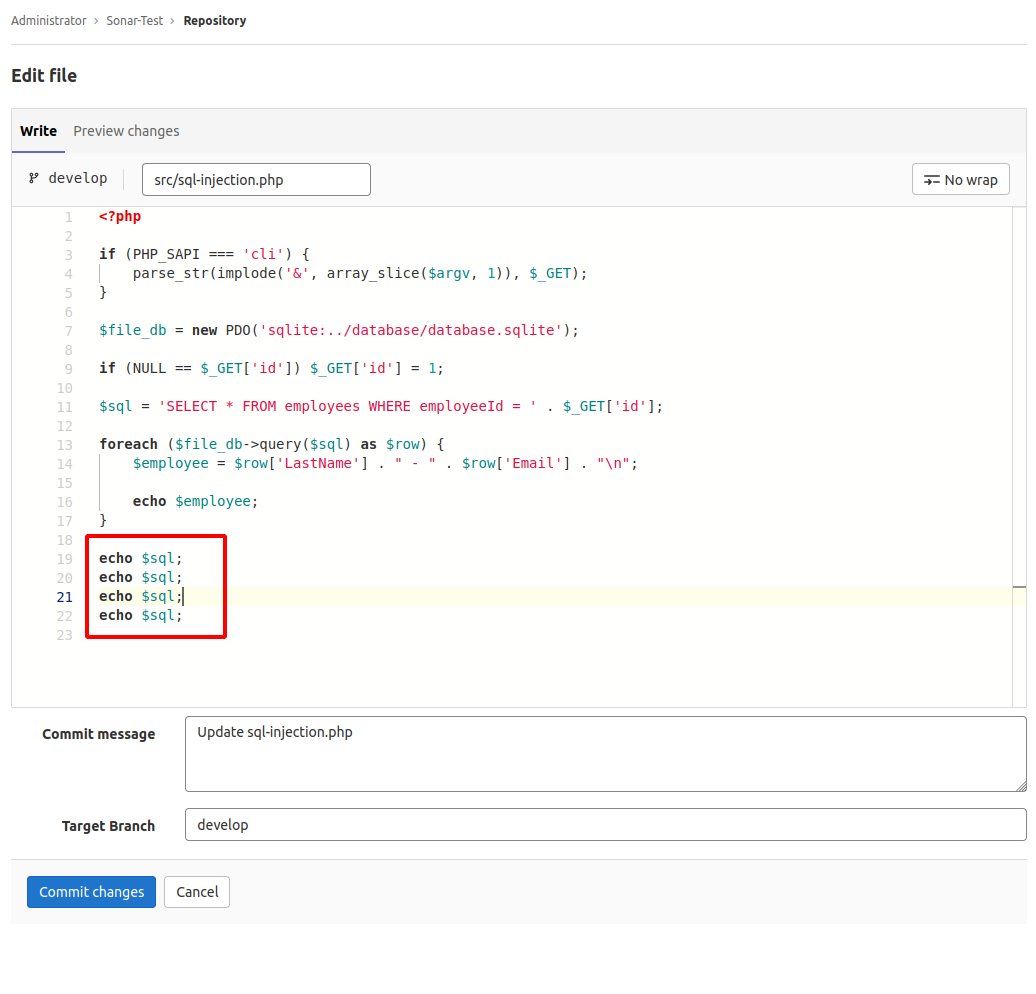 Administrator › Sonar-Test › Repository
Edit file
Write Preview changes
develop src/sql-injection.php No wrap
1 <?php
2
3 if (PHP_SAPI === 'cli') {
4     parse_str(implode('&', array_slice($argv, 1)), $_GET);
5 }
6
7 $file_db = new PDO('sqlite:../database/database.sqlite');
8
9 if (NULL == $_GET['id']) $_GET['id'] = 1;
10
11 $sql = 'SELECT * FROM employees WHERE employeeId = ' . $_GET['id'];
12
13 foreach ($file_db->query($sql) as $row) {
14     $employee = $row['LastName'] . " - " . $row['Email'] . "\n";
15
16     echo $employee;
17 }
18
19 echo $sql;
20 echo $sql;
21 echo $sql;
22 echo $sql;
23
Commit message Update sql-injection.php
Target Branch develop
Commit changes Cancel